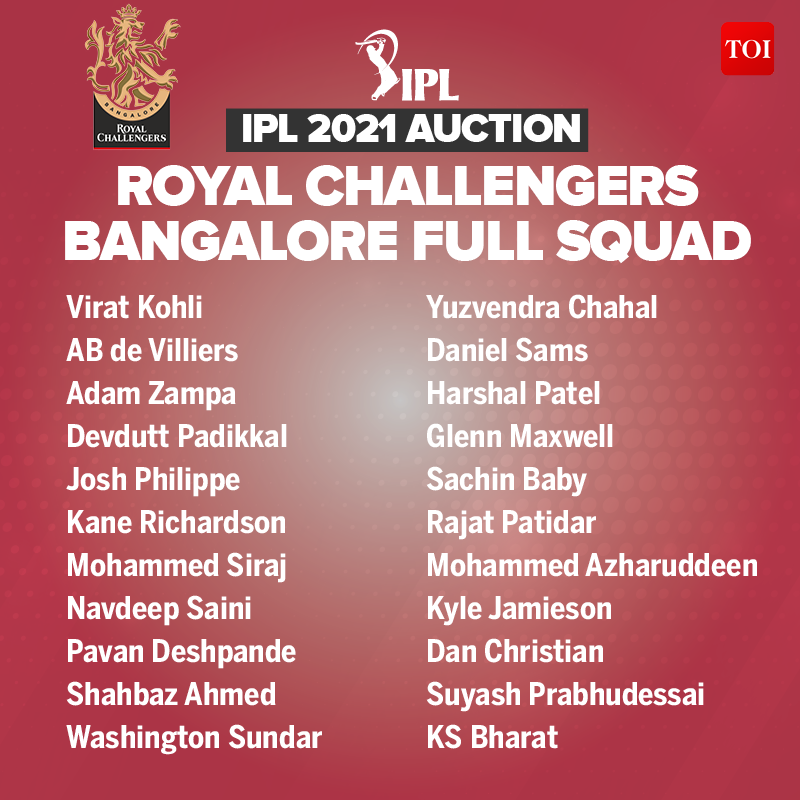 BANGALORE
ROYAL
CHALLENGERS
IPL
TOI
IPL 2021 AUCTION
ROYAL CHALLENGERS
BANGALORE FULL SQUAD
Virat Kohli
AB de Villiers
Adam Zampa
Devdutt Padikkal
Josh Philippe
Kane Richardson
Mohammed Siraj
Navdeep Saini
Pavan Deshpande
Shahbaz Ahmed
Washington Sundar
Yuzvendra Chahal
Daniel Sams
Harshal Patel
Glenn Maxwell
Sachin Baby
Rajat Patidar
Mohammed Azharuddeen
Kyle Jamieson
Dan Christian
Suyash Prabhudessai
KS Bharat